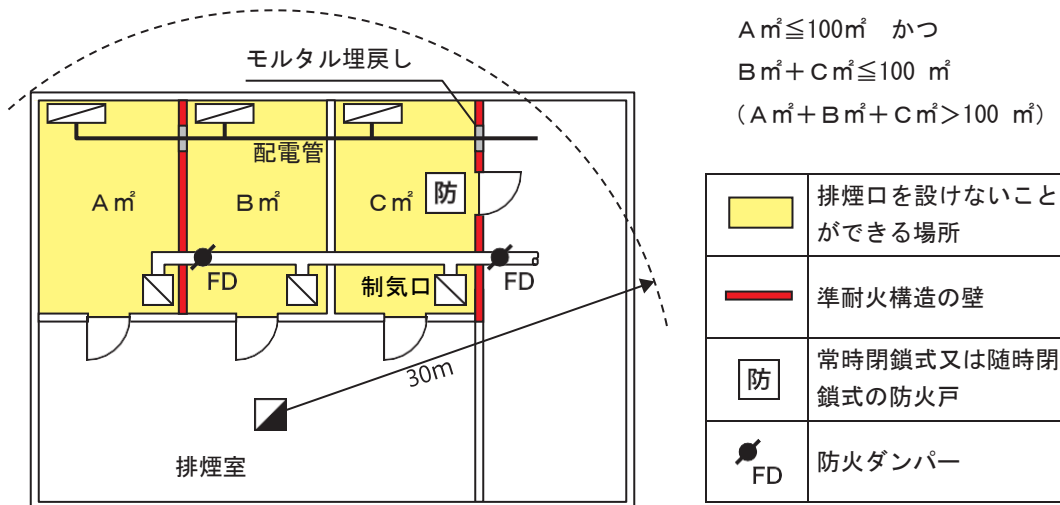 モルタル埋戻し
配電管
A㎡
B㎡
C㎡
防
FD
制気口
FD
30m
排煙室
A㎡≦100㎡ かつ
B㎡+C㎡≦100 ㎡
(A㎡+B㎡+C㎡>100 ㎡)
排煙口を設けないこと
ができる場所
準耐火構造の壁
防
常時閉鎖式又は随時閉
鎖式の防火戸
FD
防火ダンパー